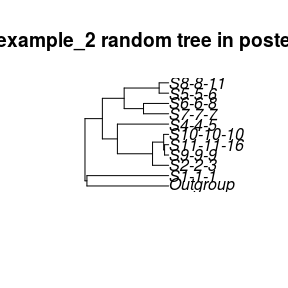 example_2 random tree in poste
S8-8-11
S5-5-6
S6-6-8
S7-7-7
S4-4-5
S10-10-10
S11-11-16
S9-9-9
S2-2-3
S1-1-1
Outgroup